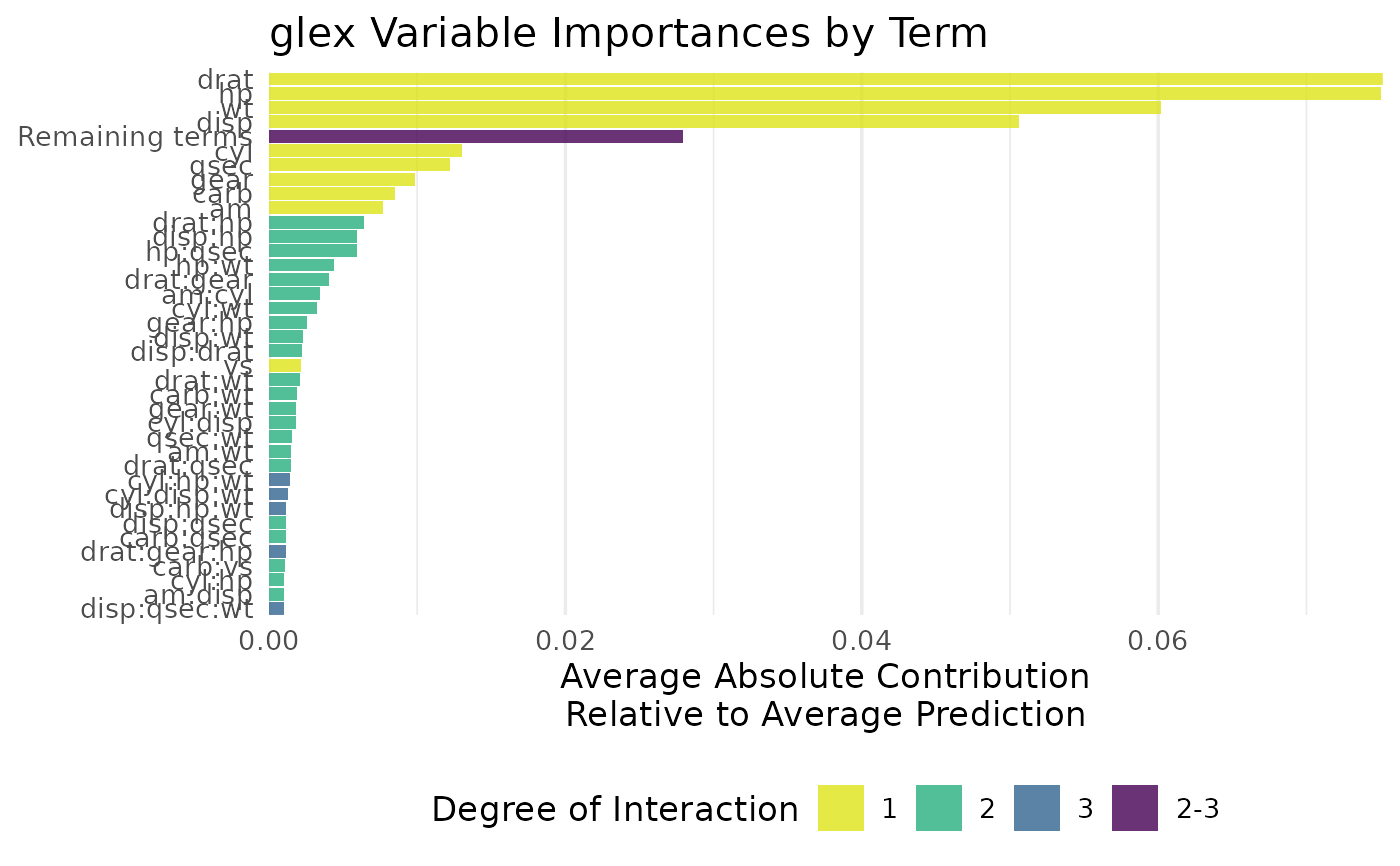 glex Variable Importances by Term
drat
hp
wt
disp
Remaining terms
cyl
qsec
gear
carb
am
drat:hp
disp:hp
hp:qsec
hp:wt
drat:gear
am:cyl
cyl:wt
gear:hp
disp:wt
disp:drat
vs
drat:wt
carb:wt
gear:wt
cyl:disp
qsec:wt
am:wt
drat:qsec
cyl:hp:wt
cyl:disp:wt
disp:hp:wt
disp:qsec
carb:qsec
drat:gear:hp
carb:vs
cyl:hp
am:disp
disp:qsec:wt
0.00 0.02 0.04 0.06
Average Absolute Contribution
Relative to Average Prediction
Degree of Interaction 1 2 3 2-3